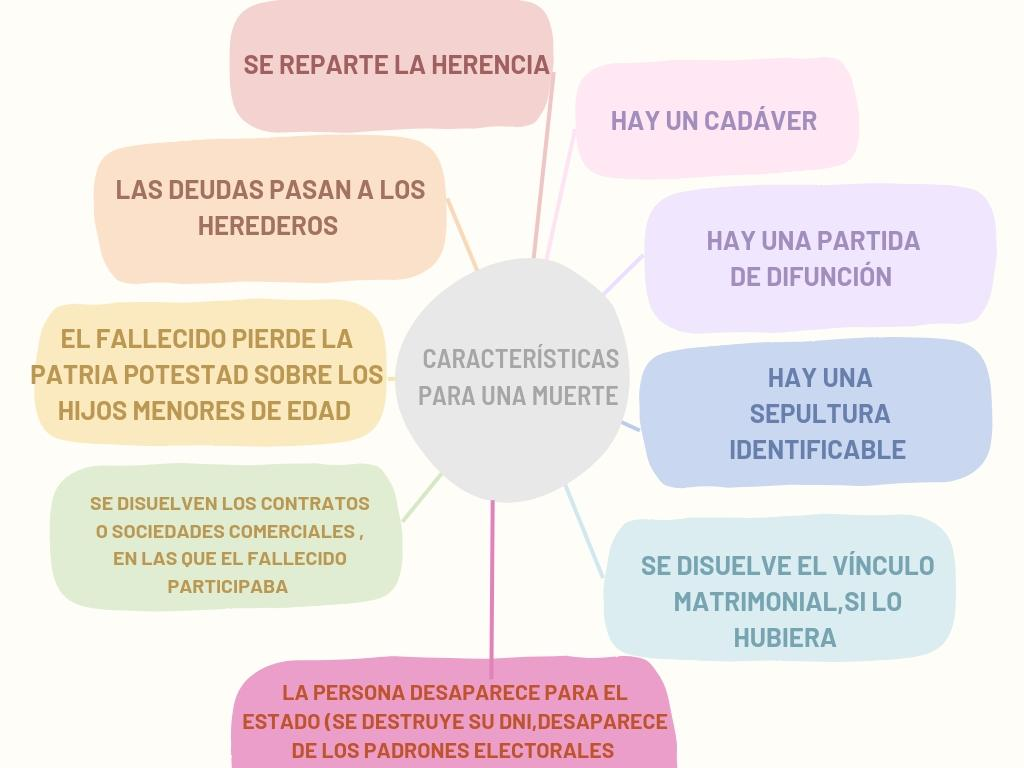 SE REPARTE LA HERENCIA
HAY UN CADÁVER
LAS DEUDAS PASAN A LOS
HEREDEROS
HAY UNA PARTIDA
DE DIFUNCIÓN
EL FALLECIDO PIERDE LA
PATRIA POTESTAD SOBRE LOS
HIJOS MENORES DE EDAD
CARACTERÍSTICAS
PARA UNA MUERTE
HAY UNA
SEPULTURA
IDENTIFICABLE
SE DISUELVEN LOS CONTRATOS
O SOCIEDADES COMERCIALES ,
EN LAS QUE EL FALLECIDO
PARTICIPABA
SE DISUELVE EL VÍNCULO
MATRIMONIAL,SI LO
HUBIERA
LA PERSONA DESAPARECE PARA EL
ESTADO (SE DESTRUYE SU DNI,DESAPARECE
DE LOS PADRONES ELECTORALES